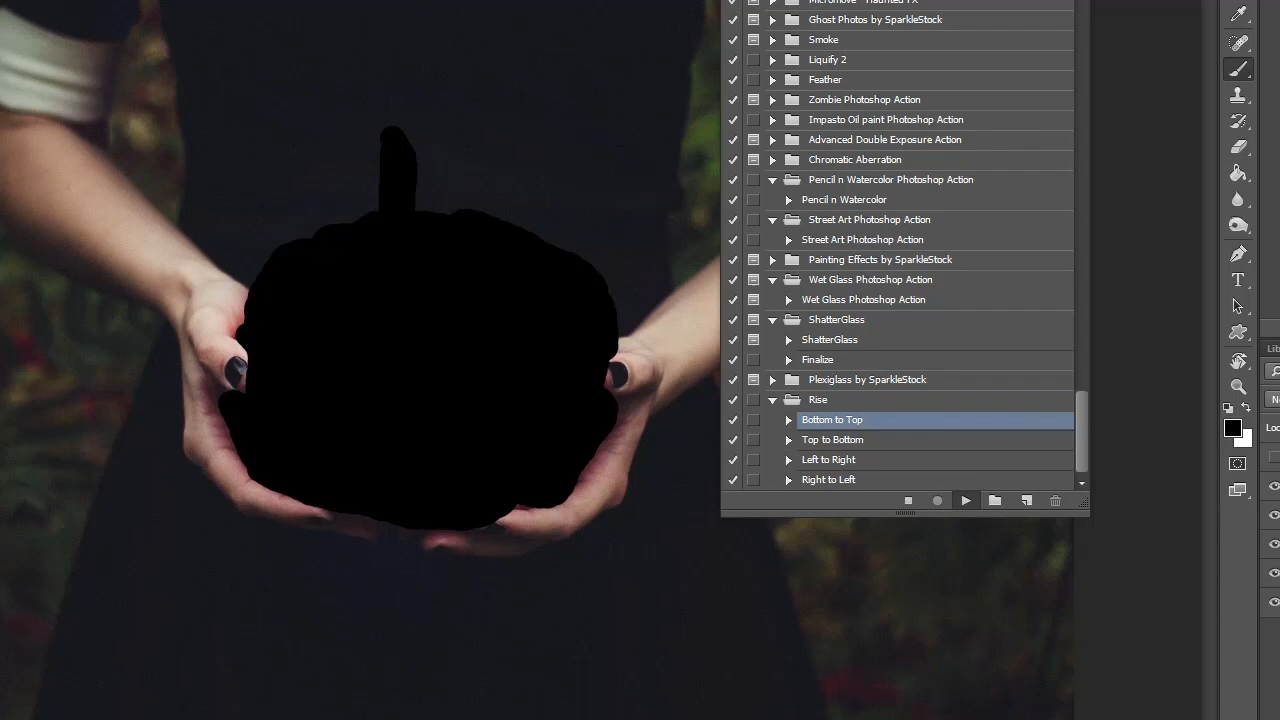 Ghost Photos by SparkleStock
Smoke
Liquify 2
Feather
Zombie Photoshop Action
Impasto Oil paint Photoshop Action
Advanced Double Exposure Action
Chromatic Aberration
Pencil n Watercolor Photoshop Action
Pencil n Watercolor
Street Art Photoshop Action
Street Art Photoshop Action
Painting Effects by SparkleStock
Wet Glass Photoshop Action
Wet Glass Photoshop Action
ShatterGlass
ShatterGlass
Finalize
Plexiglass by SparkleStock
Rise
Bottom to Top
Top to Bottom
Left to Right
Right to Left